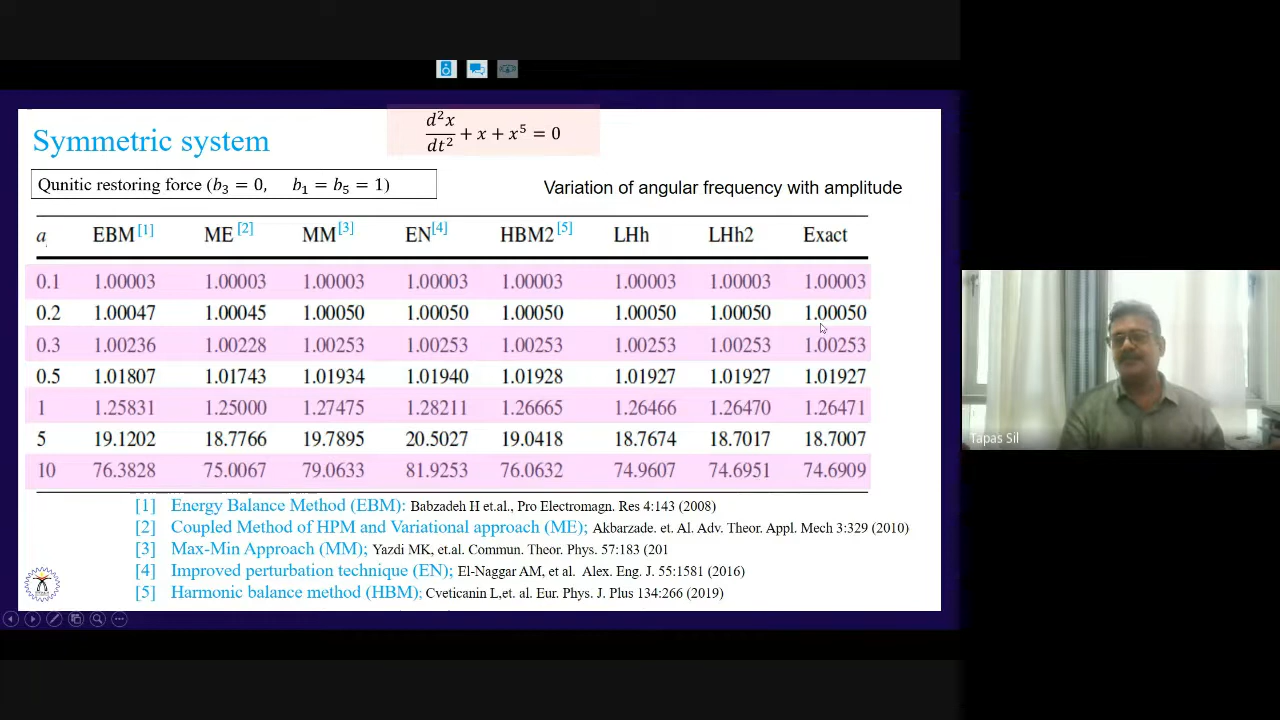 Symmetric system
d²x/dt² + x + x⁵ = 0
Qunitic restoring force (b₃ = 0, b₁ = b₅ = 1)
Variation of angular frequency with amplitude
a EBM [1] ME [2] MM [3] EN [4] HBM2 [5] LHh LHh2 Exact
0.1 1.00003 1.00003 1.00003 1.00003 1.00003 1.00003 1.00003 1.00003
0.2 1.00047 1.00045 1.00050 1.00050 1.00050 1.00050 1.00050 1.00050
0.3 1.00236 1.00228 1.00253 1.00253 1.00253 1.00253 1.00253 1.00253
0.5 1.01807 1.01743 1.01934 1.01940 1.01928 1.01927 1.01927 1.01927
1 1.25831 1.25000 1.27475 1.28211 1.26665 1.26466 1.26470 1.26471
5 19.1202 18.7766 19.7895 20.5027 19.0418 18.7674 18.7017 18.7007
10 76.3828 75.0067 79.0633 81.9253 76.0632 74.9607 74.6951 74.6909
[1] Energy Balance Method (EBM): Babzadeh H et.al., Pro Electromagn. Res 4:143 (2008)
[2] Coupled Method of HPM and Variational approach (ME); Akbarzade. et. Al. Adv. Theor. Appl. Mech 3:329 (2010)
[3] Max-Min Approach (MM); Yazdi MK, et.al. Commun. Theor. Phys. 57:183 (201
[4] Improved perturbation technique (EN); El-Naggar AM, et al. Alex. Eng. J. 55:1581 (2016)
[5] Harmonic balance method (HBM); Cveticanin L,et. al. Eur. Phys. J. Plus 134:266 (2019)
Tapas Sil